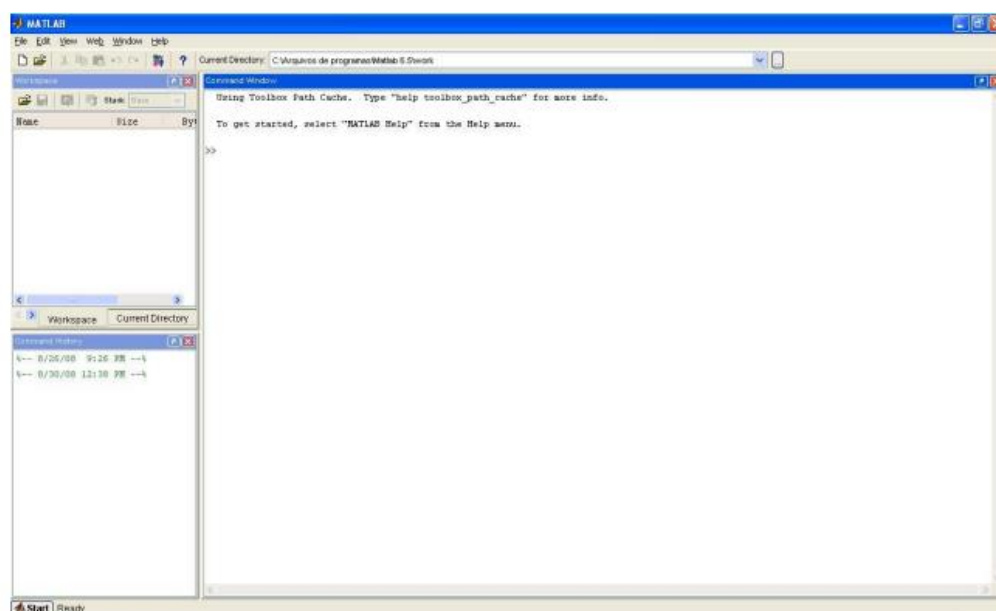 MATLAB
File Edit View Web Window Help
? Current Directory: C:\Arquivos de programas\Matlab 6.5\work
Workspace
Stack:
Name Size Byt
Workspace Current Directory
Command History
%-- 8/26/08 9:26 PM --%
%-- 8/30/08 12:38 PM --%
Command Window
Using Toolbox Path Cache. Type "help toolbox_path_cache" for more info.
To get started, select "MATLAB Help" from the Help menu.
>>
Start Ready